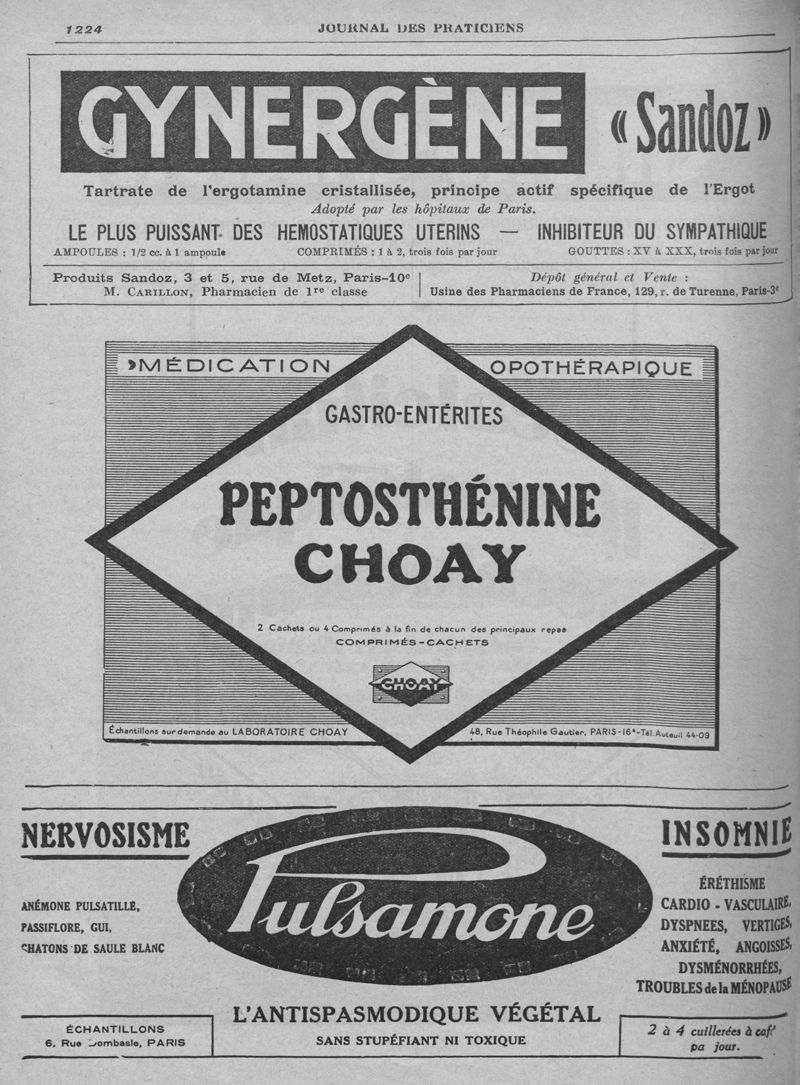 1224
JOURNAL DES PRATICIENS
GYNERGÈNE
« Sandoz »
Tartrate de l'ergotamine cristallisée, principe actif spécifique de l'Ergot
Adopté par les hôpitaux de Paris.
LE PLUS PUISSANT DES HEMOSTATIQUES UTERINS — INHIBITEUR DU SYMPATHIQUE
AMPOULES : 1/2 cc. à 1 ampoule COMPRIMÉS : 1 à 2, trois fois par jour GOUTTES : XV à XXX, trois fois par jour
Produits Sandoz, 3 et 5, rue de Metz, Paris-10e
M. CARILLON, Pharmacien de 1re classe
Dépôt général et Vente :
Usine des Pharmaciens de France, 129, r. de Turenne, Paris-3e
MÉDICATION OPOTHÉRAPIQUE
GASTRO-ENTÉRITES
PEPTOSTHÉNINE
CHOAY
2 Cachets ou 4 Comprimés à la fin de chacun des principaux repas
COMPRIMÉS - CACHETS
CHOAY
Échantillons sur demande au LABORATOIRE CHOAY
48, Rue Théophile Gautier, PARIS-16e-Tél. Auteuil 44-09
NERVOSISME
ANÉMONE PULSATILLE,
PASSIFLORE, GUI,
CHATONS DE SAULE BLANC
Pulsamone
INSOMNIE
ÉRÉTHISME
CARDIO - VASCULAIRE,
DYSPNEES, VERTIGES,
ANXIÉTÉ, ANGOISSES,
DYSMÉNORRHÉES,
TROUBLES de la MÉNOPAUSE
L'ANTISPASMODIQUE VÉGÉTAL
SANS STUPÉFIANT NI TOXIQUE
ÉCHANTILLONS
6, Rue Dombasle, PARIS
2 à 4 cuillerées à café
pa jour.